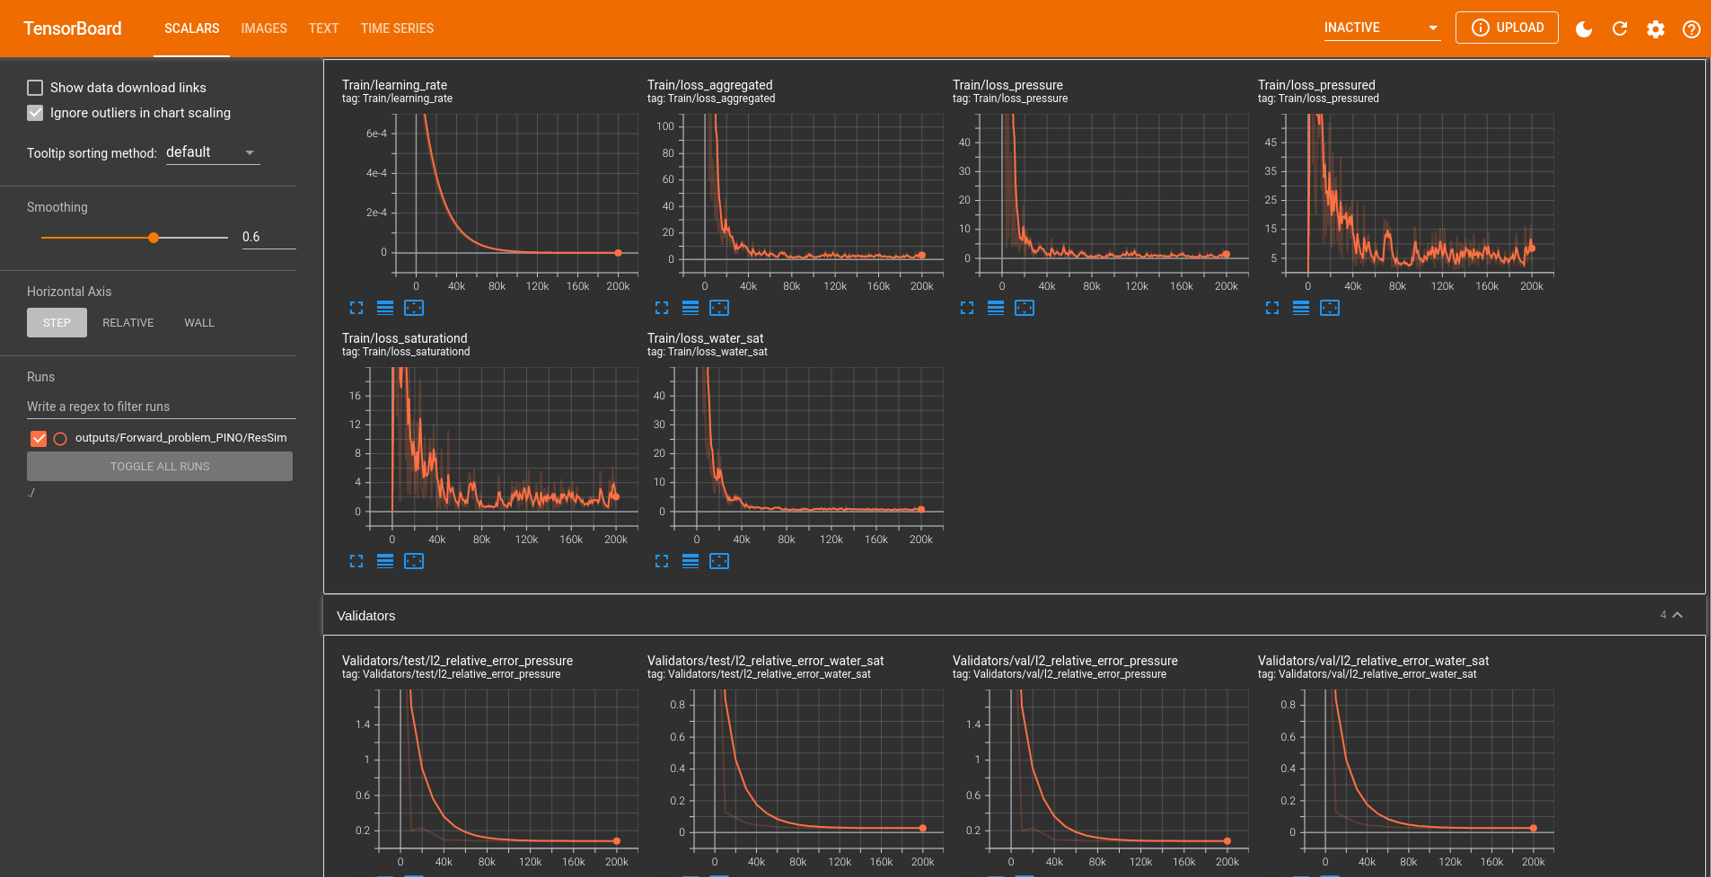 TensorBoard SCALARS IMAGES TEXT TIME SERIES INACTIVE UPLOAD
Show data download links
Ignore outliers in chart scaling
Tooltip sorting method: default
Smoothing
0.6
Horizontal Axis
STEP RELATIVE WALL
Runs
Write a regex to filter runs
outputs/Forward_problem_PINO/ResSim
TOGGLE ALL RUNS
./
Train/learning_rate
tag: Train/learning_rate
6e-4
4e-4
2e-4
0
0 40k 80k 120k 160k 200k
Train/loss_aggregated
tag: Train/loss_aggregated
100
80
60
40
20
0
0 40k 80k 120k 160k 200k
Train/loss_pressure
tag: Train/loss_pressure
40
30
20
10
0
0 40k 80k 120k 160k 200k
Train/loss_pressured
tag: Train/loss_pressured
45
35
25
15
5
0 40k 80k 120k 160k 200k
Train/loss_saturationd
tag: Train/loss_saturationd
16
12
8
4
0
0 40k 80k 120k 160k 200k
Train/loss_water_sat
tag: Train/loss_water_sat
40
30
20
10
0
0 40k 80k 120k 160k 200k
Validators 4
Validators/test/l2_relative_error_pressure
tag: Validators/test/l2_relative_error_pressure
1.4
1
0.6
0.2
0 40k 80k 120k 160k 200k
Validators/test/l2_relative_error_water_sat
tag: Validators/test/l2_relative_error_water_sat
0.8
0.6
0.4
0.2
0
0 40k 80k 120k 160k 200k
Validators/val/l2_relative_error_pressure
tag: Validators/val/l2_relative_error_pressure
1.4
1
0.6
0.2
0 40k 80k 120k 160k 200k
Validators/val/l2_relative_error_water_sat
tag: Validators/val/l2_relative_error_water_sat
0.8
0.6
0.4
0.2
0
0 40k 80k 120k 160k 200k